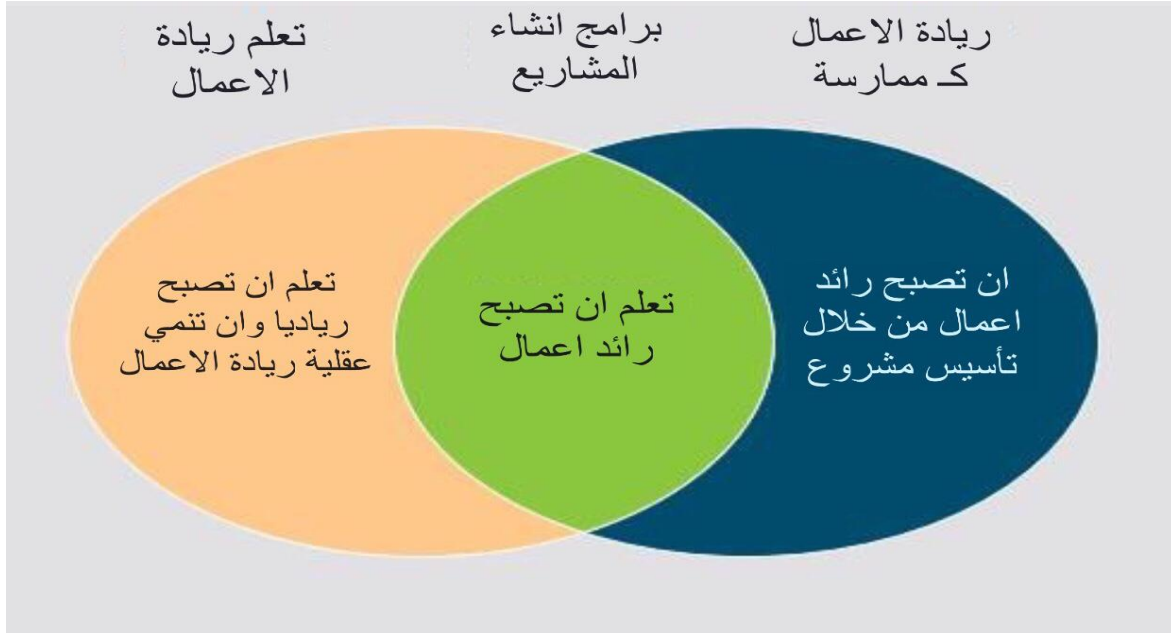 ريادة الاعمال
كـ ممارسة
برامج انشاء
المشاريع
تعلم ريادة
الاعمال
ان تصبح رائد
اعمال من خلال
تأسيس مشروع
تعلم ان تصبح
رائد اعمال
تعلم ان تصبح
رياديا وان تنمي
عقلية ريادة الاعمال